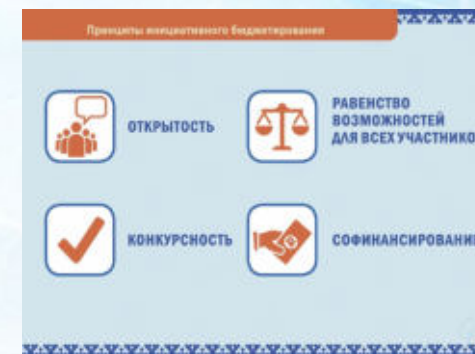 Принципы инициативного бюджетирования
ОТКРЫТОСТЬ
РАВЕНСТВО
ВОЗМОЖНОСТЕЙ
ДЛЯ ВСЕХ УЧАСТНИКО
КОНКУРСНОСТЬ
СОФИНАНСИРОВАНИ